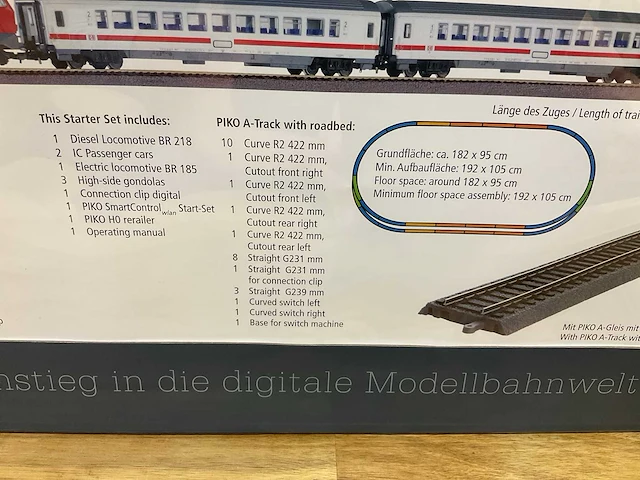 This Starter Set includes:
1 Diesel Locomotive BR 218
2 IC Passenger cars
1 Electric locomotive BR 185
3 High-side gondolas
1 Connection clip digital
1 PIKO SmartControl wlan Start-Set
1 PIKO H0 rerailer
1 Operating manual
PIKO A-Track with roadbed:
10 Curve R2 422 mm
1 Curve R2 422 mm,
Cutout front right
1 Curve R2 422 mm,
Cutout front left
1 Curve R2 422 mm,
Cutout rear right
1 Curve R2 422 mm,
Cutout rear left
8 Straight G231 mm
1 Straight G231 mm
for connection clip
3 Straight G239 mm
1 Curved switch left
1 Curved switch right
1 Base for switch machine
Länge des Zuges / Length of trai
Grundfläche: ca. 182 x 95 cm
Min. Aufbaufläche: 192 x 105 cm
Floor space: around 182 x 95 cm
Minimum floor space assembly: 192 x 105 cm
Mit PIKO A-Gleis mit
With PIKO A-Track wit
nstieg in die digitale Modellbahnwelt